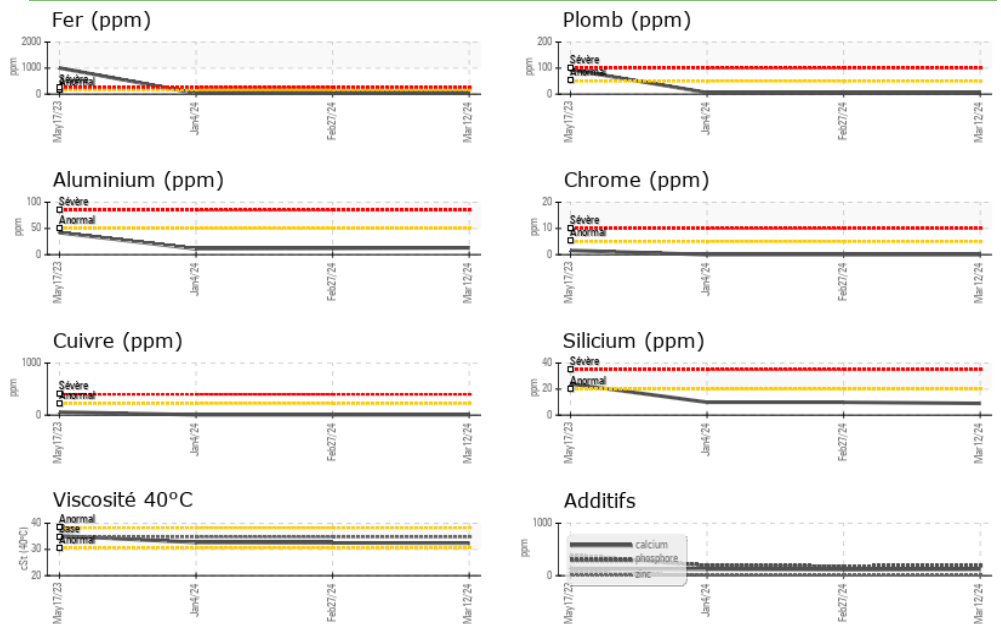 Fer (ppm)
2000
1000
0
ppm
Sévère
Anormal
May17/23
Jan4/24
Feb27/24
Mar12/24
Plomb (ppm)
200
100
0
ppm
Sévère
Anormal
May17/23
Jan4/24
Feb27/24
Mar12/24
Aluminium (ppm)
100
50
0
ppm
Sévère
Anormal
May17/23
Jan4/24
Feb27/24
Mar12/24
Chrome (ppm)
20
10
0
ppm
Sévère
Anormal
May17/23
Jan4/24
Feb27/24
Mar12/24
Cuivre (ppm)
1000
0
ppm
Sévère
Anormal
May17/23
Jan4/24
Feb27/24
Mar12/24
Silicium (ppm)
40
20
0
ppm
Sévère
Anormal
May17/23
Jan4/24
Feb27/24
Mar12/24
Viscosité 40°C
40
30
20
cSt (40°C)
Anormal
Base
Anormal
May17/23
Jan4/24
Feb27/24
Mar12/24
Additifs
1000
0
ppm
calcium
phosphore
zinc
May17/23
Jan4/24
Feb27/24
Mar12/24